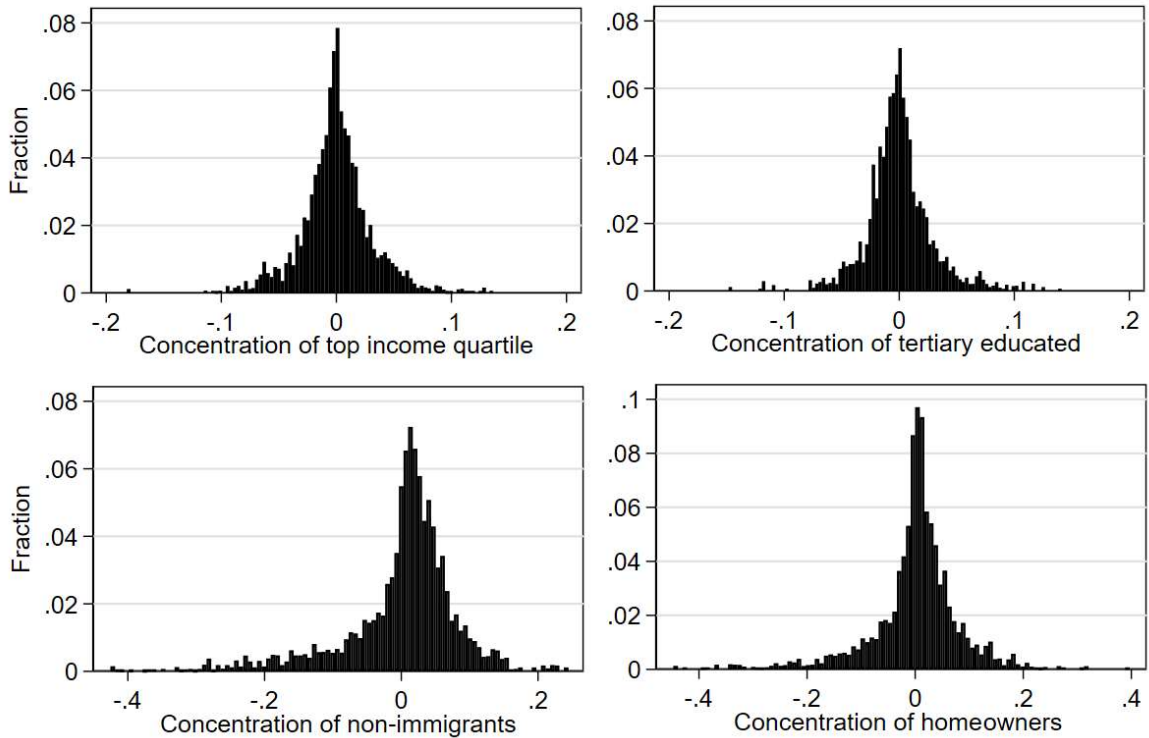 .08
.06
.04
.02
0
Fraction
-.2 -.1 0 .1 .2
Concentration of top income quartile
.08
.06
.04
.02
0
-.2 -.1 0 .1 .2
Concentration of tertiary educated
.08
.06
.04
.02
0
Fraction
-.4 -.2 0 .2
Concentration of non-immigrants
.1
.08
.06
.04
.02
0
-.4 -.2 0 .2 .4
Concentration of homeowners